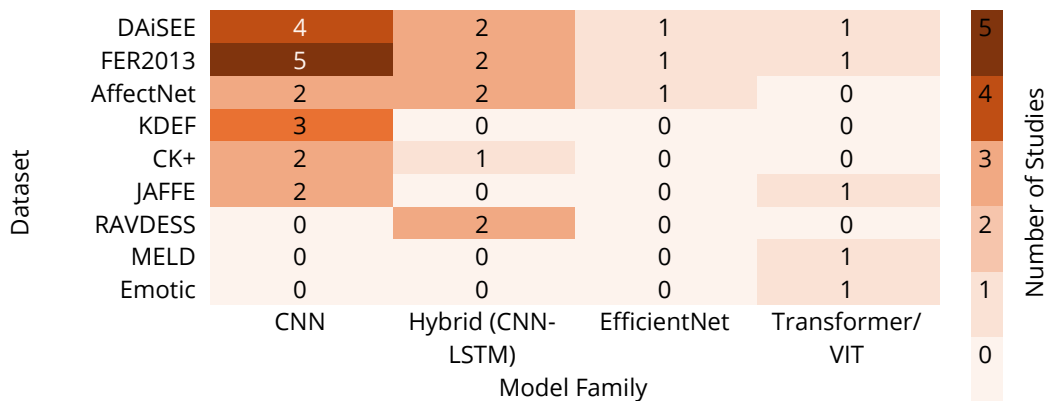 DAiSEE 4 2 1 1
FER2013 5 2 1 1
AffectNet 2 2 1 0
KDEF 3 0 0 0
CK+ 2 1 0 0
JAFFE 2 0 0 1
RAVDESS 0 2 0 0
MELD 0 0 0 1
Emotic 0 0 0 1
Dataset
CNN
Hybrid (CNN-
LSTM)
EfficientNet
Transformer/
VIT
Model Family
5
4
3
2
1
0
Number of Studies